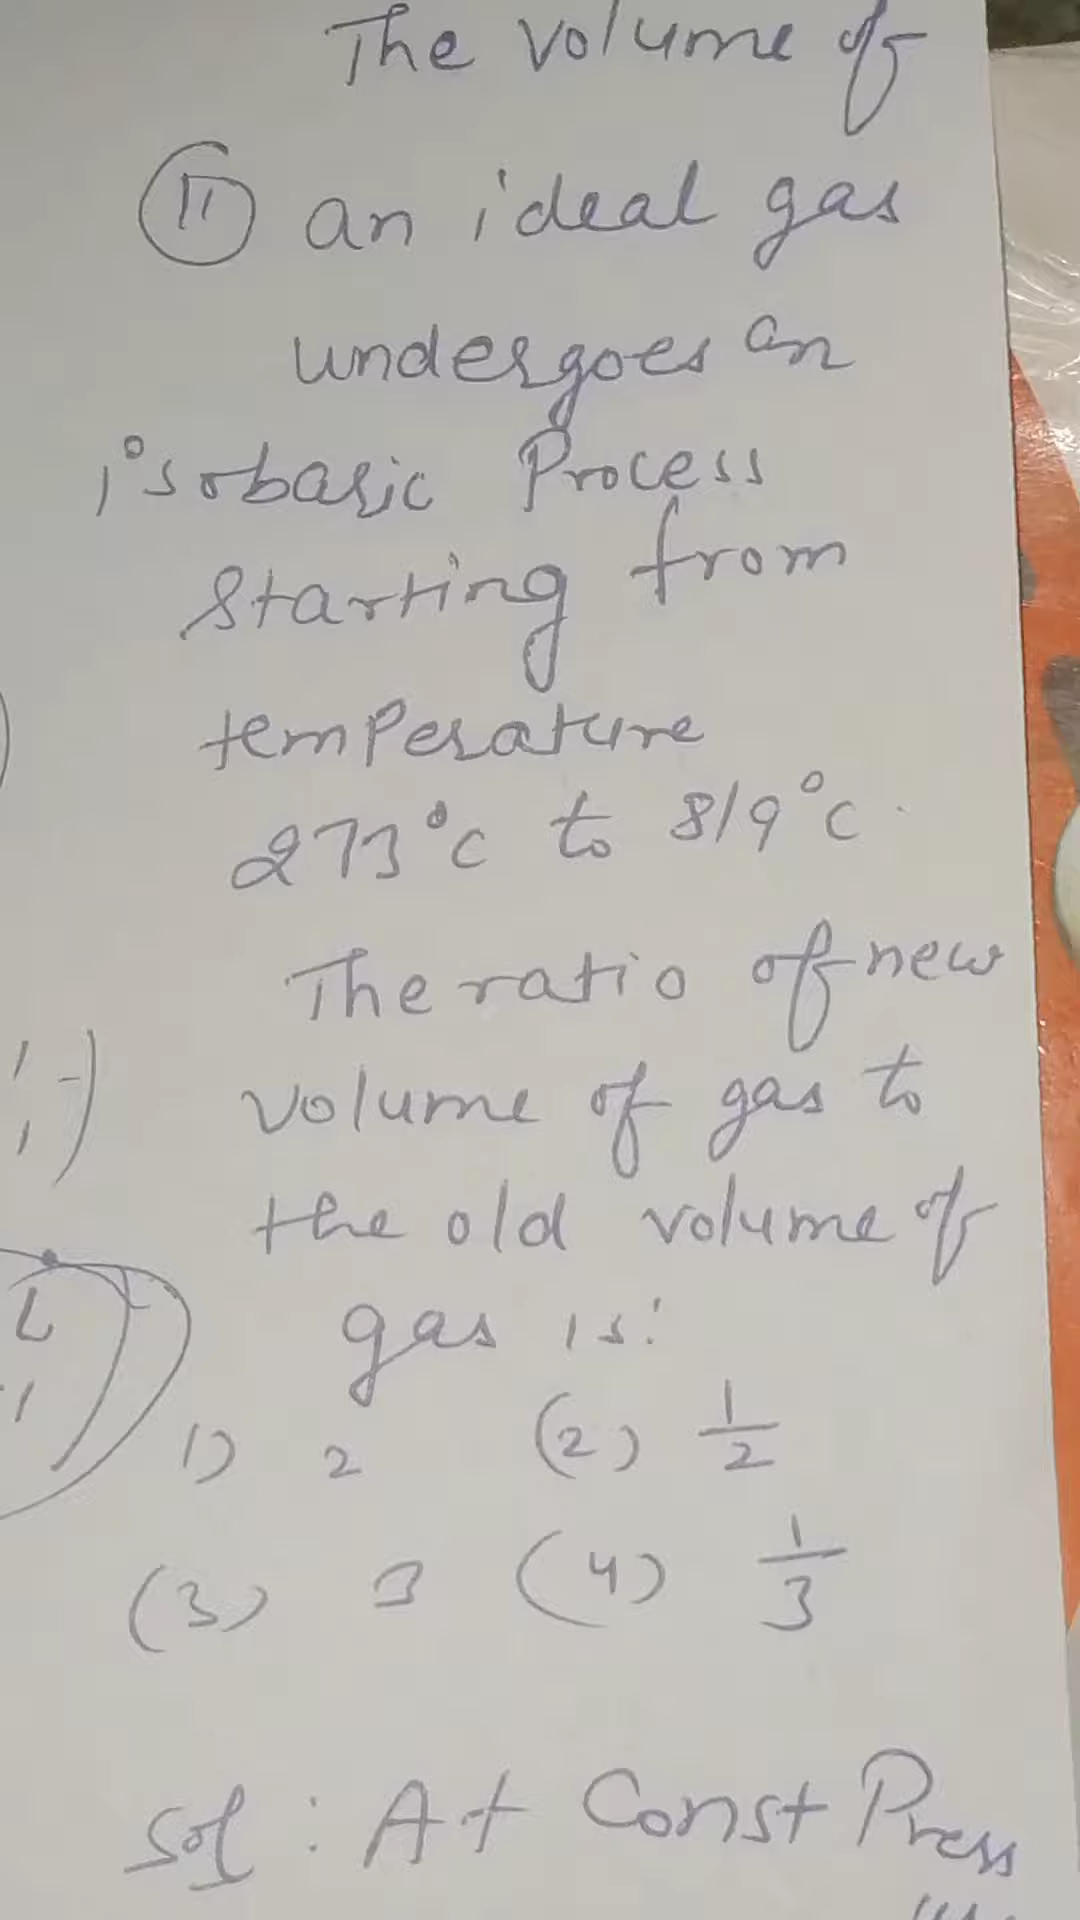 The volume of
(11) an ideal gas
undergoes an
isobaric Process
starting from
temperature
273°C to 819°C.
The ratio of new
volume of gas to
the old volume of
gas is:
1) 2 (2) 1/2
(3) 3 (4) 1/3
Sol: At Const Press